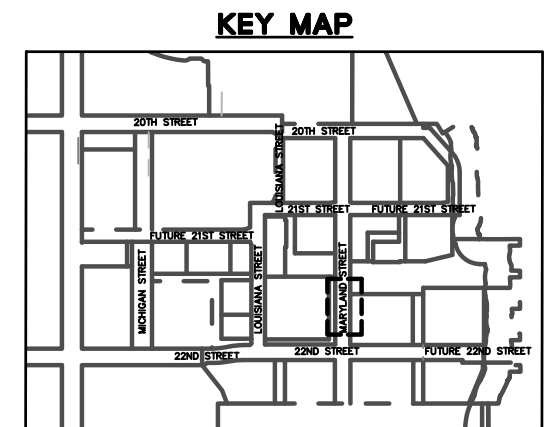 KEY MAP
20TH STREET
20TH STREET
LOUISIANA STREET
21ST STREET
FUTURE 21ST STREET
FUTURE 21ST STREET
MICHIGAN STREET
LOUISIANA STREET
MARYLAND STREET
22ND STREET
22ND STREET
FUTURE 22ND STREET